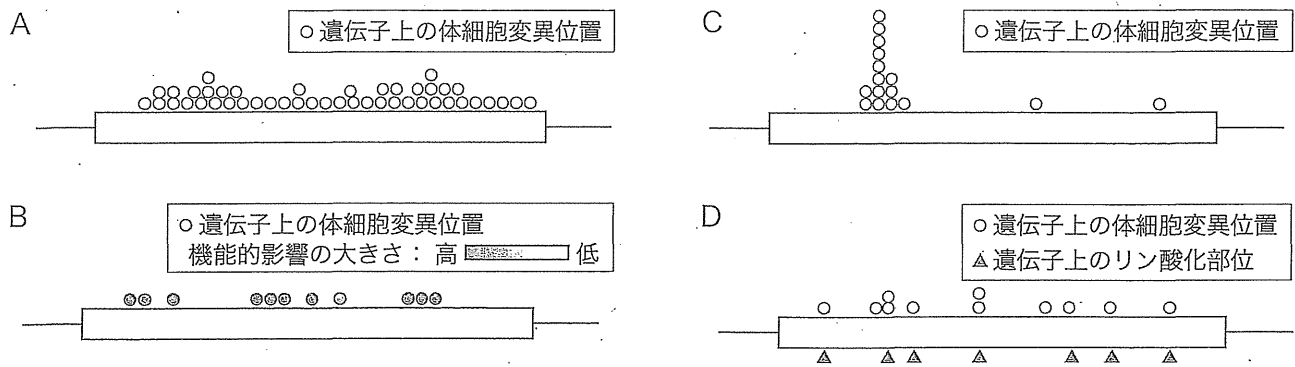 A
○ 遺伝子上の体細胞変異位置
C
○ 遺伝子上の体細胞変異位置
B
○ 遺伝子上の体細胞変異位置
機能的影響の大きさ： 高 低
D
○ 遺伝子上の体細胞変異位置
▲ 遺伝子上のリン酸化部位